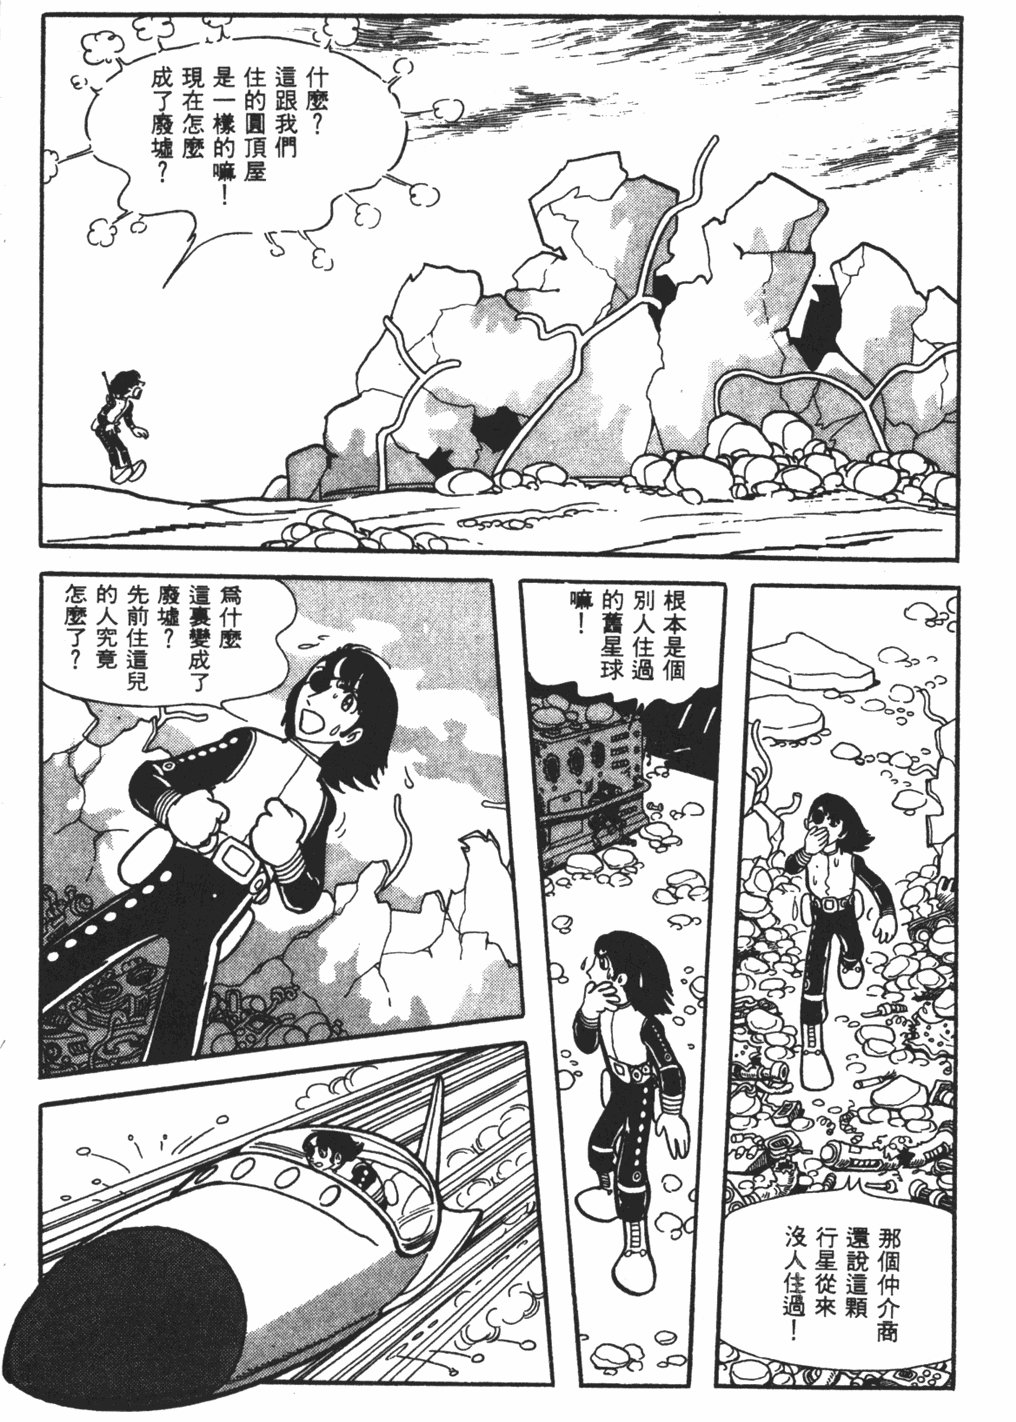 什麼？
這跟我們
住的圓頂屋
是一樣的嘛！
現在怎麼
成了廢墟？
那個仲介商
還說這顆
行星從來
沒人住過！
根本是個
別人住過
的舊星球
嘛！
爲什麼
這裏變成了
廢墟？
先前住這兒
的人究竟
怎麼了？